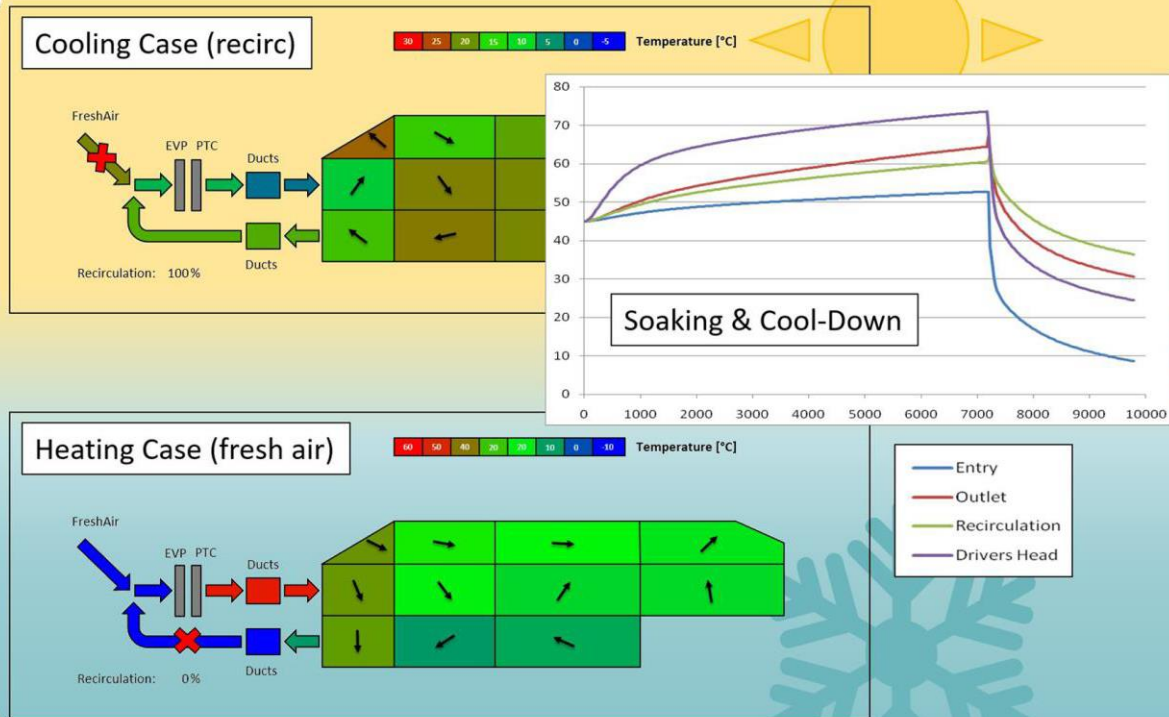 Cooling Case (recirc)
30 25 20 15 10 5 0 -5 Temperature [°C]
FreshAir
EVP PTC
Ducts
Ducts
Recirculation: 100%
80
70
60
50
40
30
20
10
0
0 1000 2000 3000 4000 5000 6000 7000 8000 9000 10000
Soaking & Cool-Down
Entry
Outlet
Recirculation
Drivers Head
Heating Case (fresh air)
60 50 40 20 20 10 0 -10 Temperature [°C]
FreshAir
EVP PTC
Ducts
Ducts
Recirculation: 0%